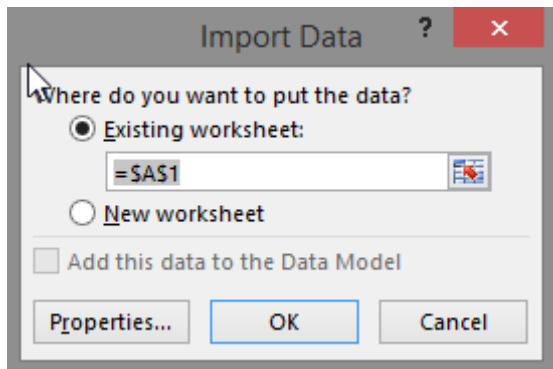 Import Data ?
Where do you want to put the data?
Existing worksheet:
=$A$1
New worksheet
Add this data to the Data Model
Properties... OK Cancel